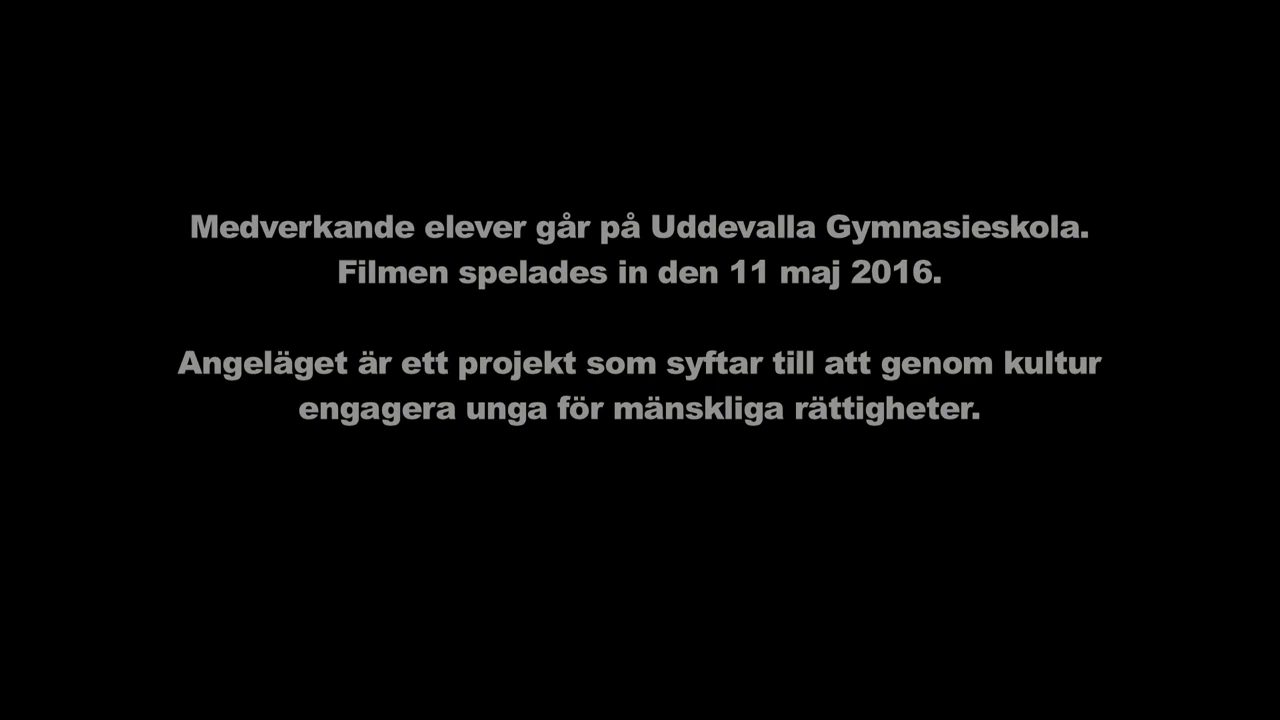 Medverkande elever går på Uddevalla Gymnasieskola.
Filmen spelades in den 11 maj 2016.
Angeläget är ett projekt som syftar till att genom kultur
engagera unga för mänskliga rättigheter.